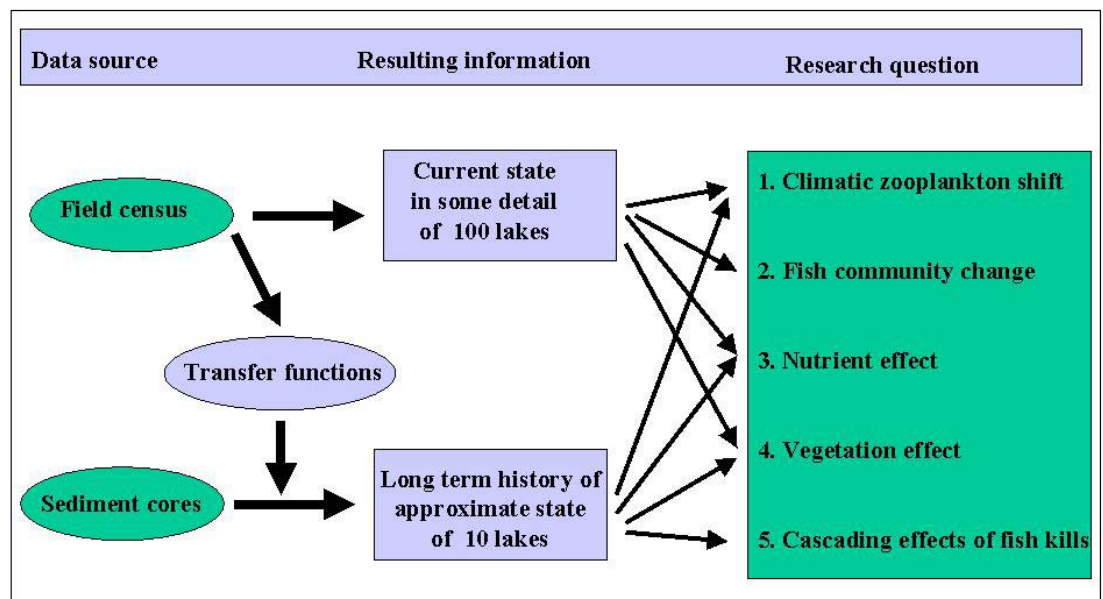 Data source
Resulting information
Research question
Field census
Current state
in some detail
of 100 lakes
Transfer functions
Sediment cores
Long term history of
approximate state
of 10 lakes
1. Climatic zooplankton shift
2. Fish community change
3. Nutrient effect
4. Vegetation effect
5. Cascading effects of fish kills